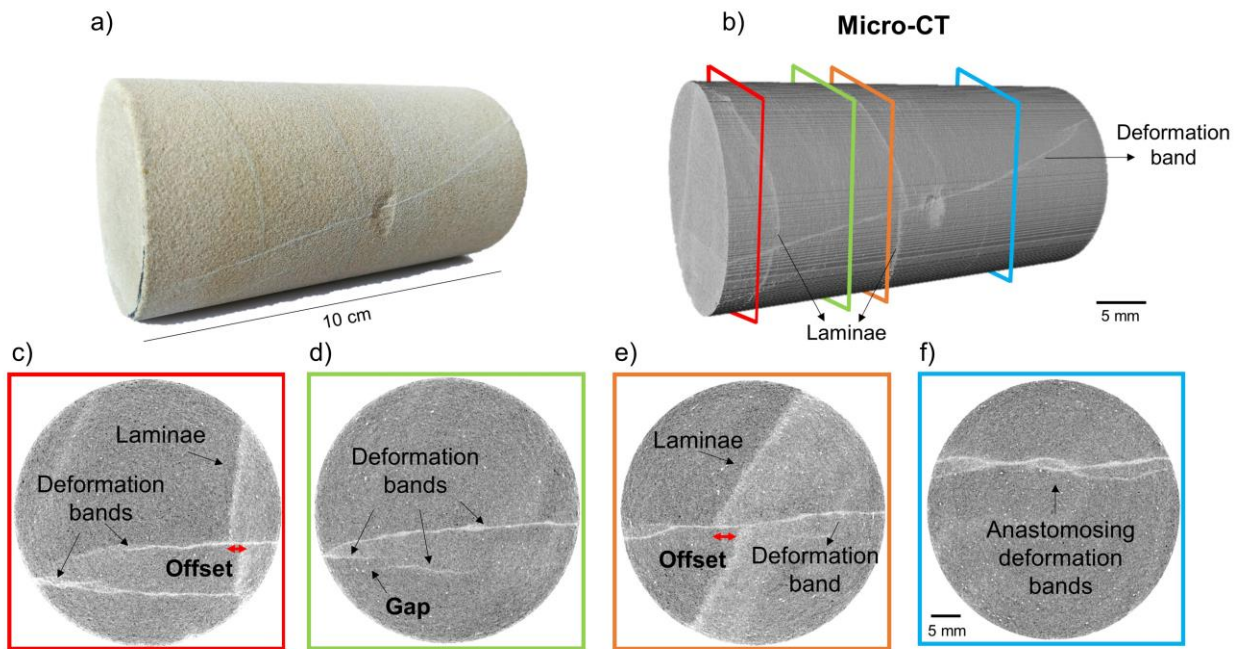 a)
b)
Micro-CT
Deformation
band
10 cm
Laminae
5 mm
c)
d)
e)
f)
Laminae
Deformation
bands
Offset
Deformation
bands
Gap
Laminae
Offset
Deformation
band
Anastomosing
deformation
bands
5 mm